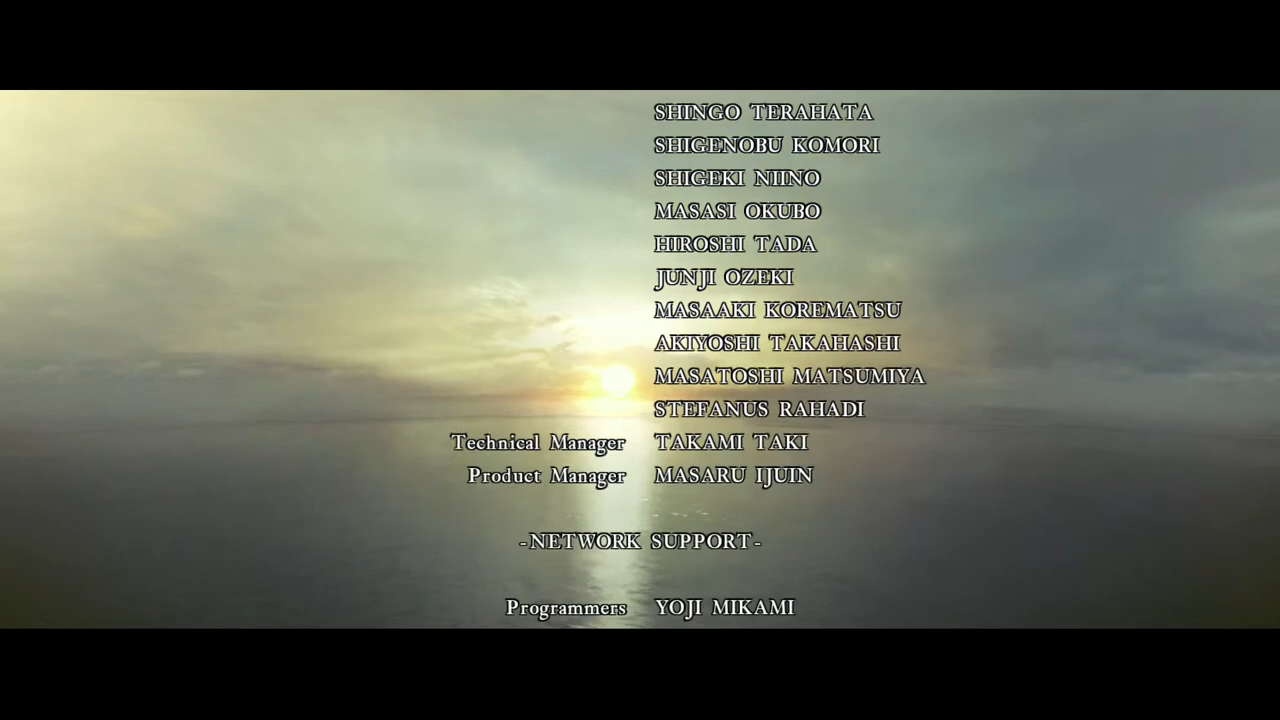 SHINGO TERAHATA
SHIGENOBU KOMORI
SHIGEKI NIINO
MASASI OKUBO
HIROSHI TADA
JUNJI OZEKI
MASAAKI KOREMATSU
AKIYOSHI TAKAHASHI
MASATOSHI MATSUMIYA
STEFANUS RAHADI
Technical Manager TAKAMI TAKI
Product Manager MASARU IJUIN
-NETWORK SUPPORT-
Programmers YOJI MIKAMI